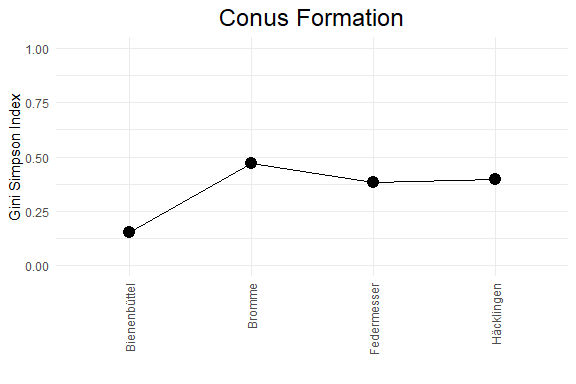 Conus Formation
Gini Simpson Index
1.00
0.75
0.50
0.25
0.00
Bienenbüttel
Bromme
Federmesser
Häcklingen